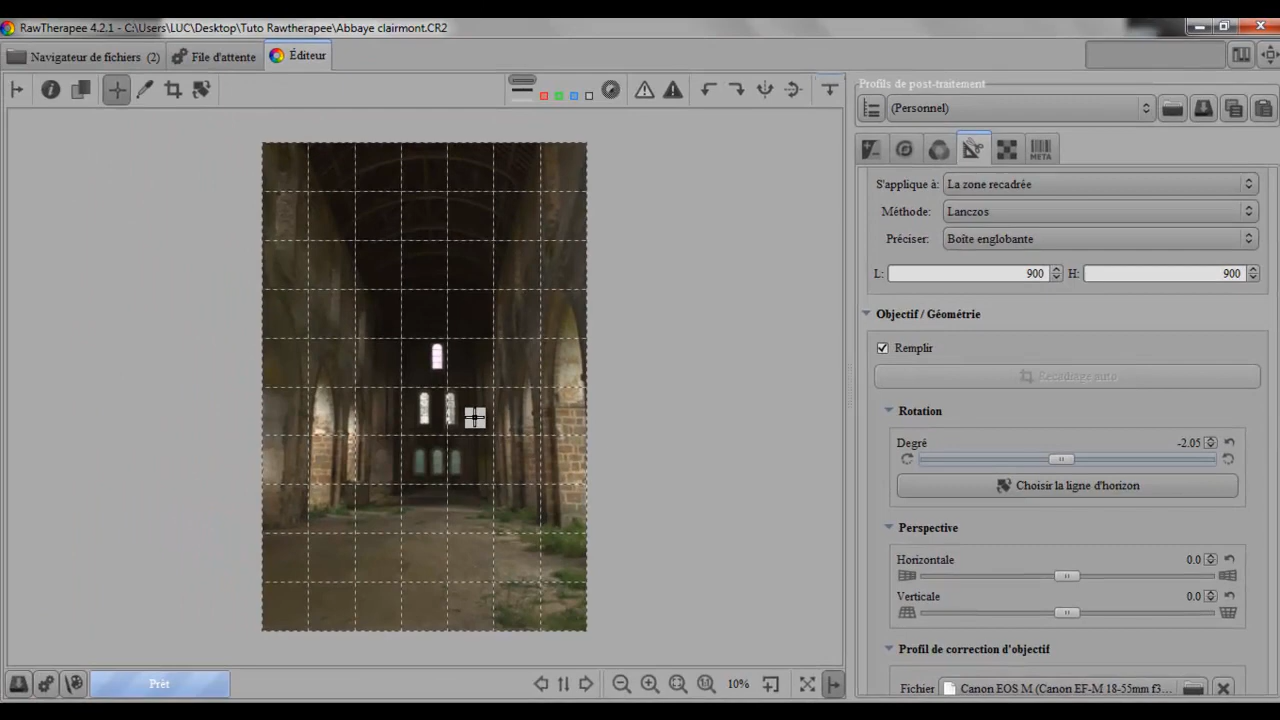 RawTherapee 4.2.1 - C:\Users\LUC\Desktop\Tuto Rawtherapee\Abbaye clairmont.CR2
Navigateur de fichiers (2)
File d'attente
Éditeur
Profils de post-traitement
(Personnel)
META
S'applique à: La zone recadrée
Méthode: Lanczos
Préciser: Boîte englobante
L: 900 H: 900
Objectif / Géométrie
Remplir
Recadrage auto
Rotation
Degré -2.05
Choisir la ligne d'horizon
Perspective
Horizontale 0.0
Verticale 0.0
Profil de correction d'objectif
Fichier Canon EOS M (Canon EF-M 18-55mm f3...
Prêt
10%